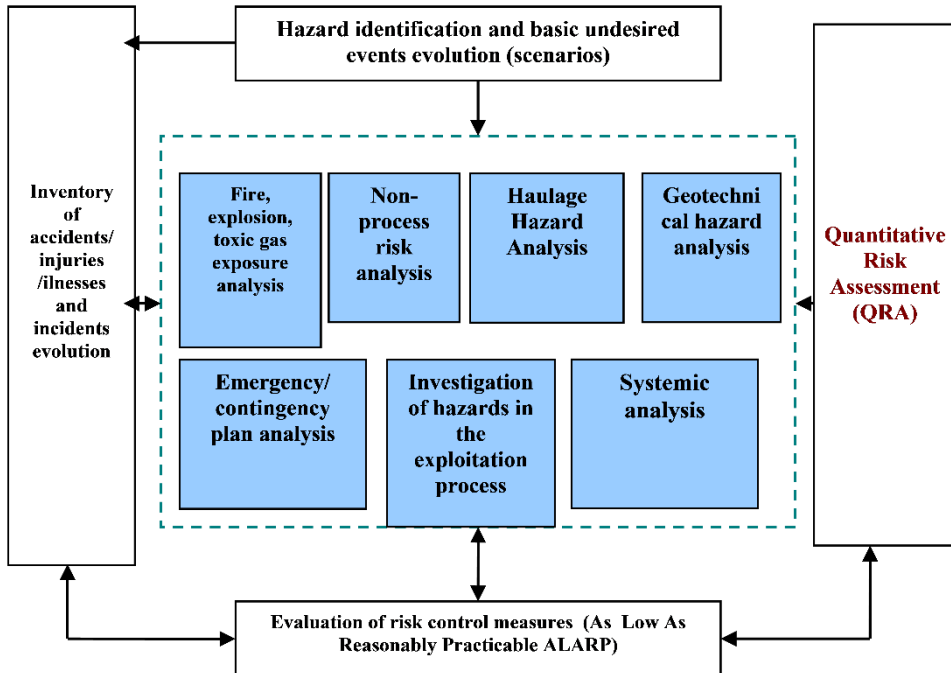 Hazard identification and basic undesired
events evolution (scenarios)
Inventory
of
accidents/
injuries
/ilnesses
and
incidents
evolution
Fire,
explosion,
toxic gas
exposure
analysis
Non-
process
risk
analysis
Haulage
Hazard
Analysis
Geotechni
cal hazard
analysis
Quantitative
Risk
Assessment
(QRA)
Emergency/
contingency
plan analysis
Investigation
of hazards in
the
exploitation
process
Systemic
analysis
Evaluation of risk control measures (As Low As
Reasonably Practicable ALARP)